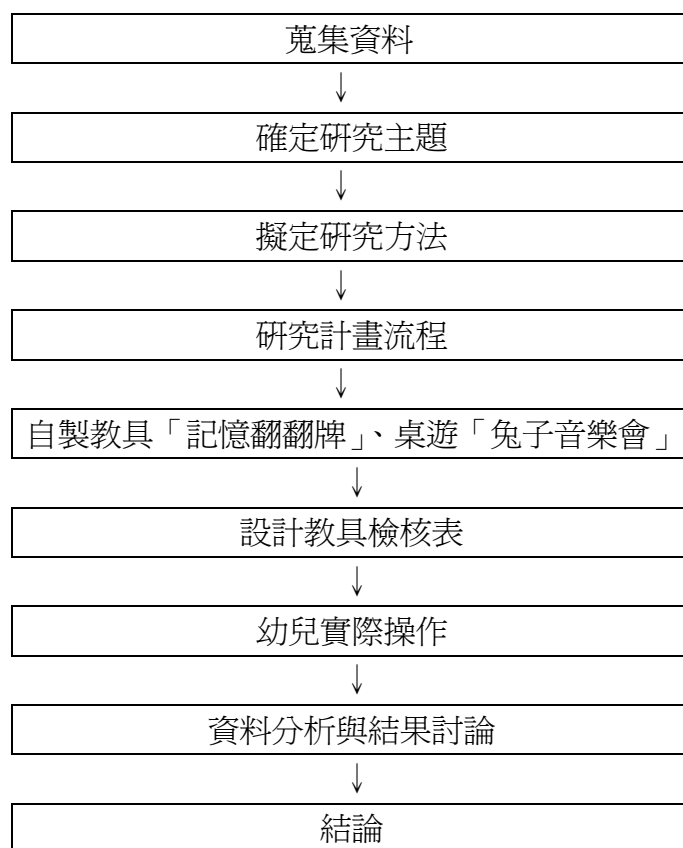 蒐集資料
↓
確定研究主題
↓
擬定研究方法
↓
研究計畫流程
↓
自製教具「記憶翻翻牌」、桌遊「兔子音樂會」
↓
設計教具檢核表
↓
幼兒實際操作
↓
資料分析與結果討論
↓
結論